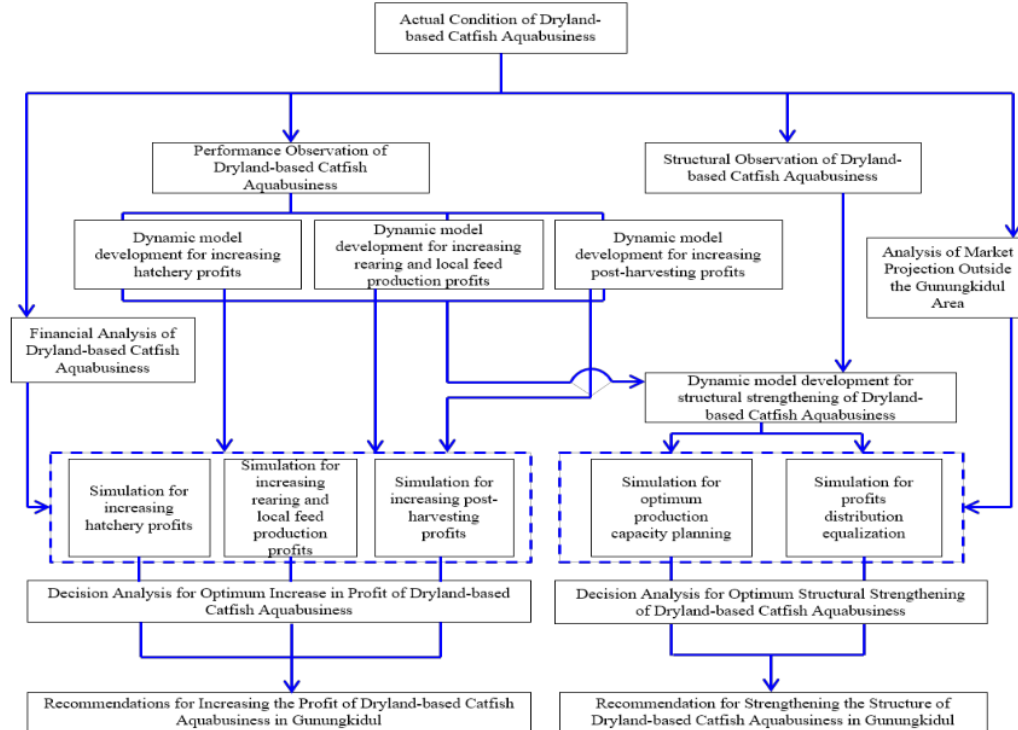 Actual Condition of Dryland-
based Catfish Aquabusiness
Performance Observation of
Dryland-based Catfish
Aquabusiness
Structural Observation of Dryland-
based Catfish Aquabusiness
Dynamic model
development for increasing
hatchery profits
Dynamic model
development for increasing
rearing and local feed
production profits
Dynamic model
development for increasing
post-harvesting profits
Analysis of Market
Projection Outside
the Gunungkidul
Area
Financial Analysis of
Dryland-based Catfish
Aquabusiness
Dynamic model development for
structural strengthening of Dryland-
based Catfish Aquabusiness
Simulation for
increasing
hatchery profits
Simulation for
increasing
rearing and
local feed
production
profits
Simulation for
increasing post-
harvesting
profits
Simulation for
optimum
production
capacity planning
Simulation for
profits
distribution
equalization
Decision Analysis for Optimum Increase in Profit of Dryland-based
Catfish Aquabusiness
Decision Analysis for Optimum Structural Strengthening
of Dryland-based Catfish Aquabusiness
Recommendations for Increasing the Profit of Dryland-based Catfish
Aquabusiness in Gunungkidul
Recommendation for Strengthening the Structure of
Dryland-based Catfish Aquabusiness in Gunungkidul